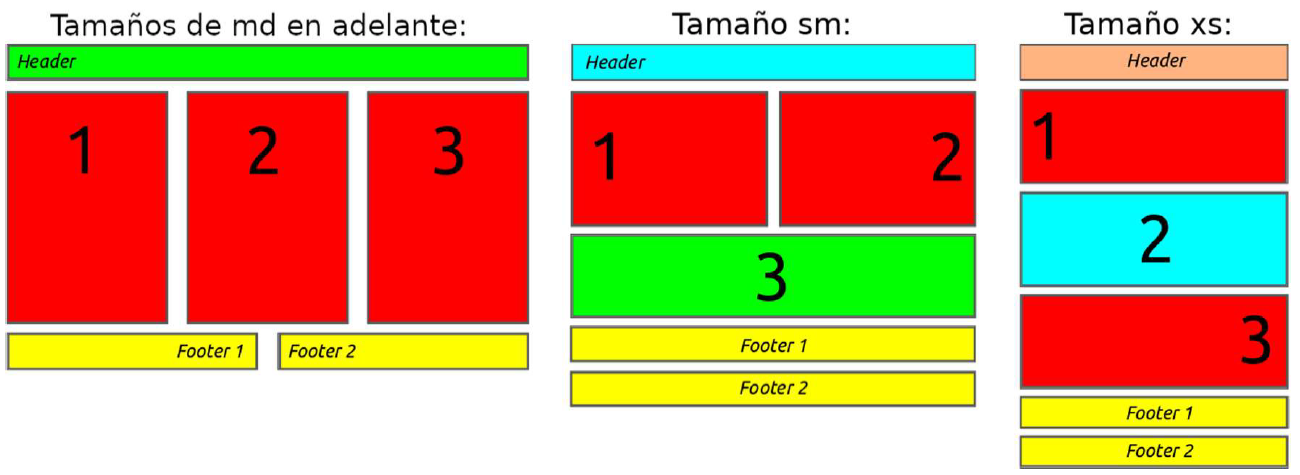 Tamaños de md en adelante:
Header
1 2 3
Footer 1 Footer 2
Tamaño sm:
Header
1 2
3
Footer 1
Footer 2
Tamaño xs:
Header
1
2
3
Footer 1
Footer 2